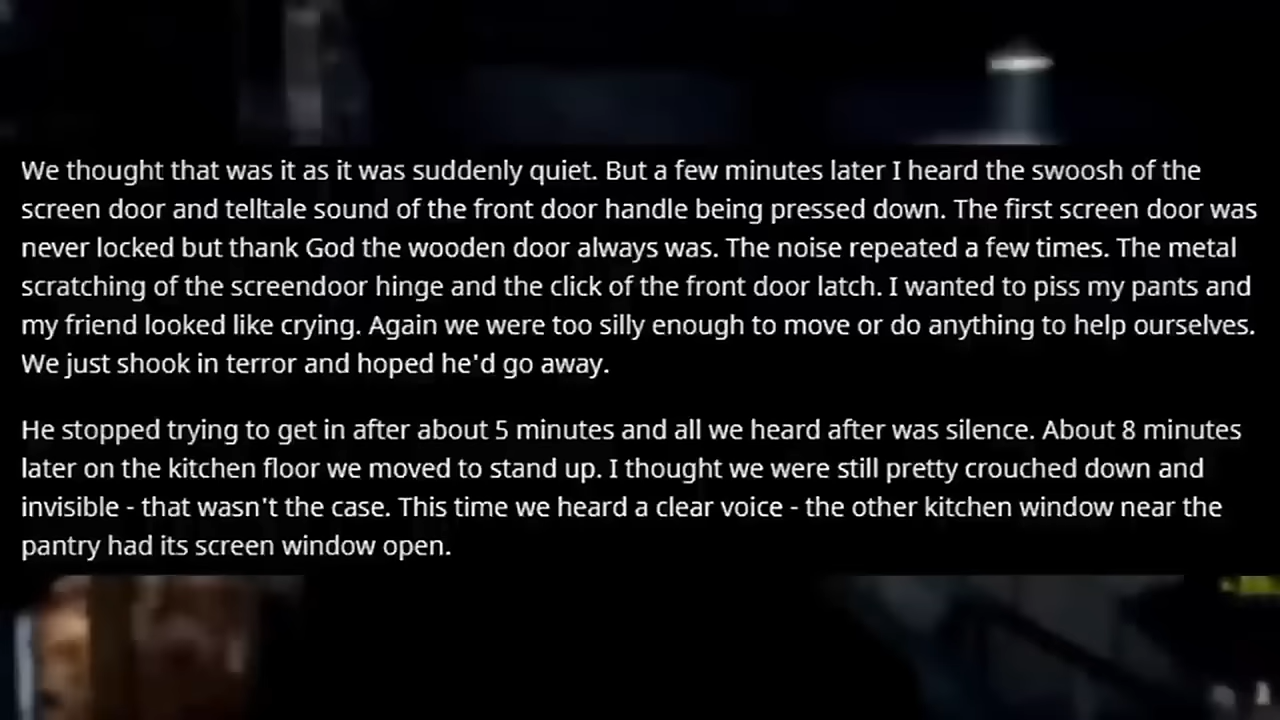 We thought that was it as it was suddenly quiet. But a few minutes later I heard the swoosh of the
screen door and telltale sound of the front door handle being pressed down. The first screen door was
never locked but thank God the wooden door always was. The noise repeated a few times. The metal
scratching of the screendoor hinge and the click of the front door latch. I wanted to piss my pants and
my friend looked like crying. Again we were too silly enough to move or do anything to help ourselves.
We just shook in terror and hoped he'd go away.
He stopped trying to get in after about 5 minutes and all we heard after was silence. About 8 minutes
later on the kitchen floor we moved to stand up. I thought we were still pretty crouched down and
invisible - that wasn't the case. This time we heard a clear voice - the other kitchen window near the
pantry had its screen window open.